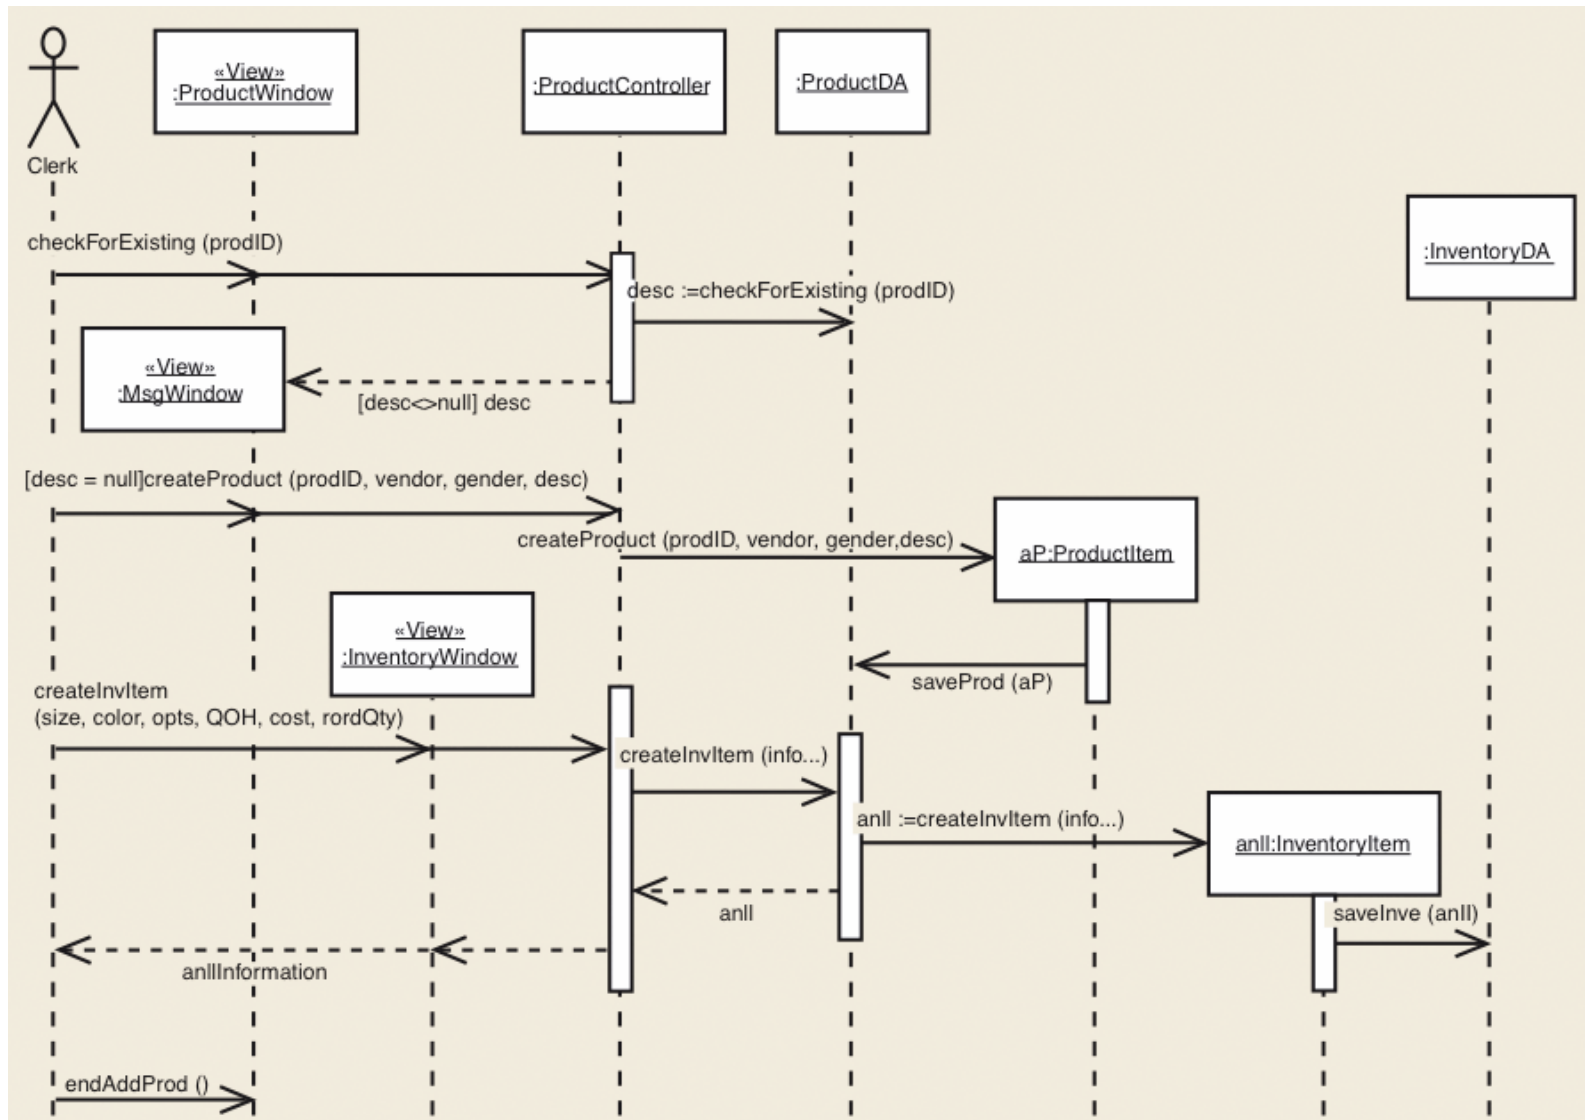 «View»
:ProductWindow
:ProductController
:ProductDA
Clerk
:InventoryDA
checkForExisting (prodID)
desc :=checkForExisting (prodID)
«View»
:MsgWindow
[desc<>null] desc
[desc = null]createProduct (prodID, vendor, gender, desc)
createProduct (prodID, vendor, gender,desc)
aP:ProductItem
«View»
:InventoryWindow
saveProd (aP)
createInvItem
(size, color, opts, QOH, cost, rordQty)
createInvItem (info...)
anII :=createInvItem (info...)
anII:InventoryItem
anII
saveInve (anII)
anIIInformation
endAddProd ()